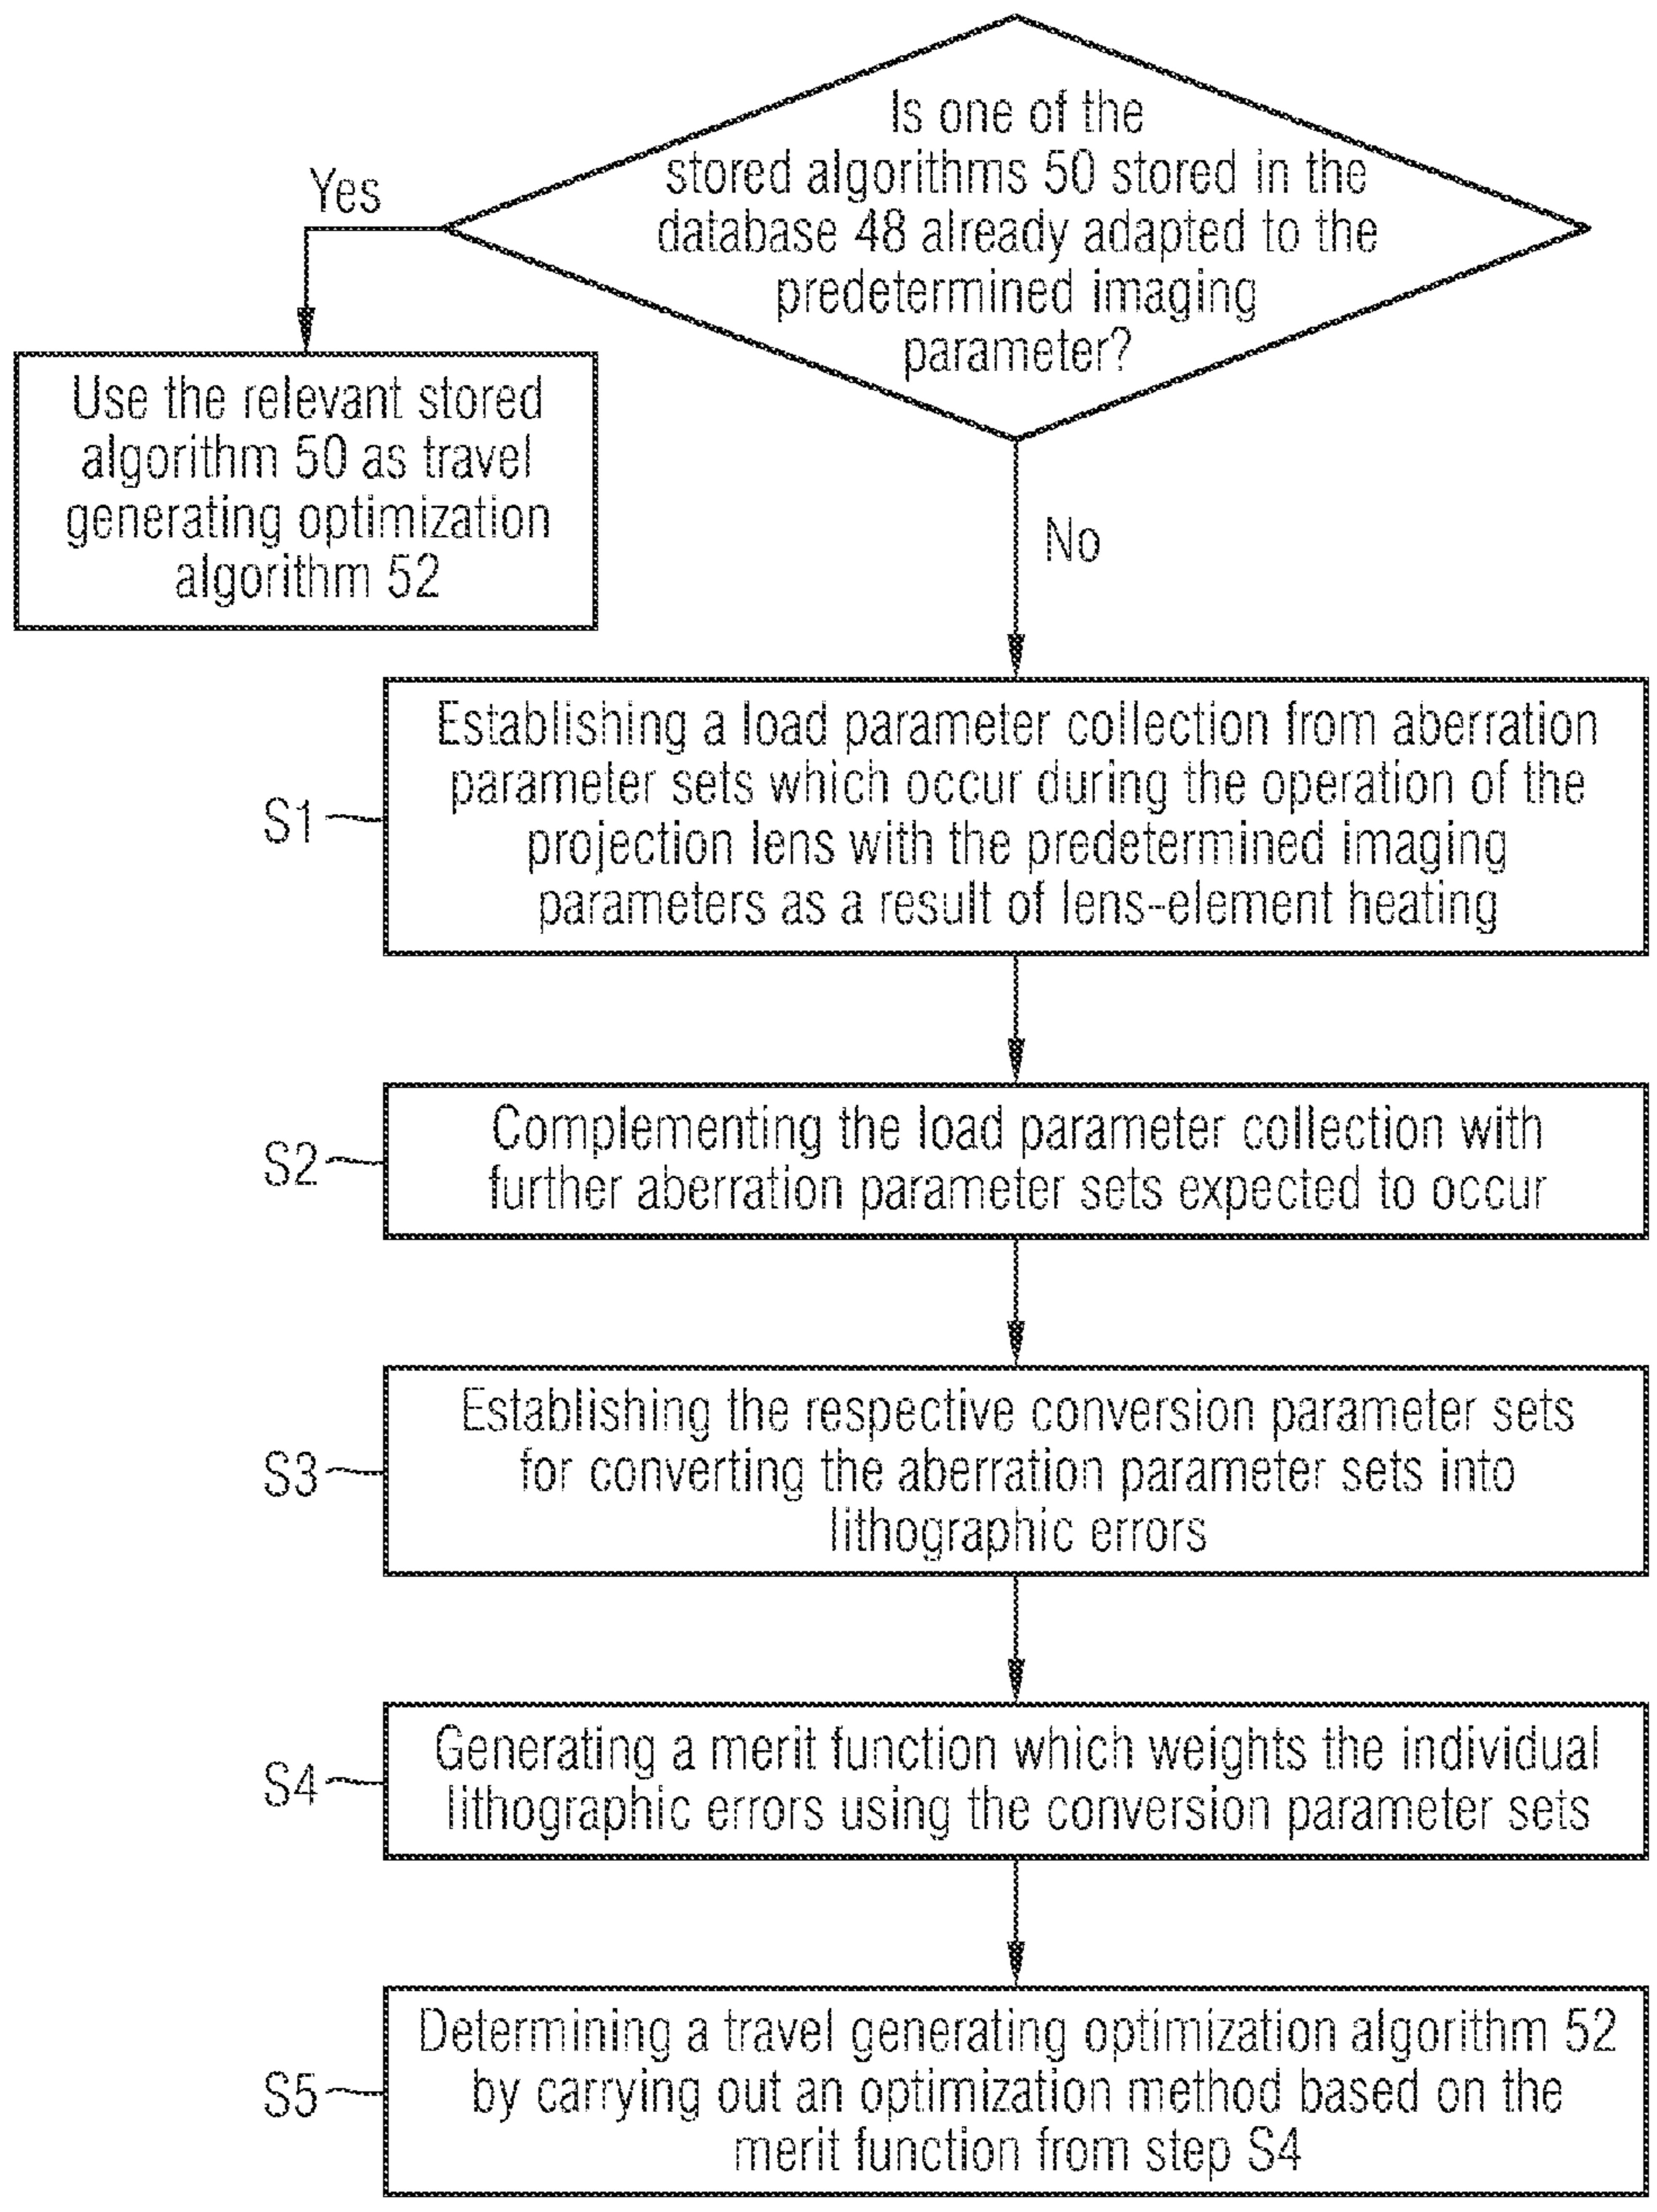 Is one of the
stored algorithms 50 stored in the
database 48 already adapted to the
predetermined imaging
parameter?
Yes
Use the relevant stored
algorithm 50 as travel
generating optimization
algorithm 52
No
S1
Establishing a load parameter collection from aberration
parameter sets which occur during the operation of the
projection lens with the predetermined imaging
parameters as a result of lens-element heating
S2
Complementing the load parameter collection with
further aberration parameter sets expected to occur
S3
Establishing the respective conversion parameter sets
for converting the aberration parameter sets into
lithographic errors
S4
Generating a merit function which weights the individual
lithographic errors using the conversion parameter sets
S5
Determining a travel generating optimization algorithm 52
by carrying out an optimization method based on the
merit function from step S4